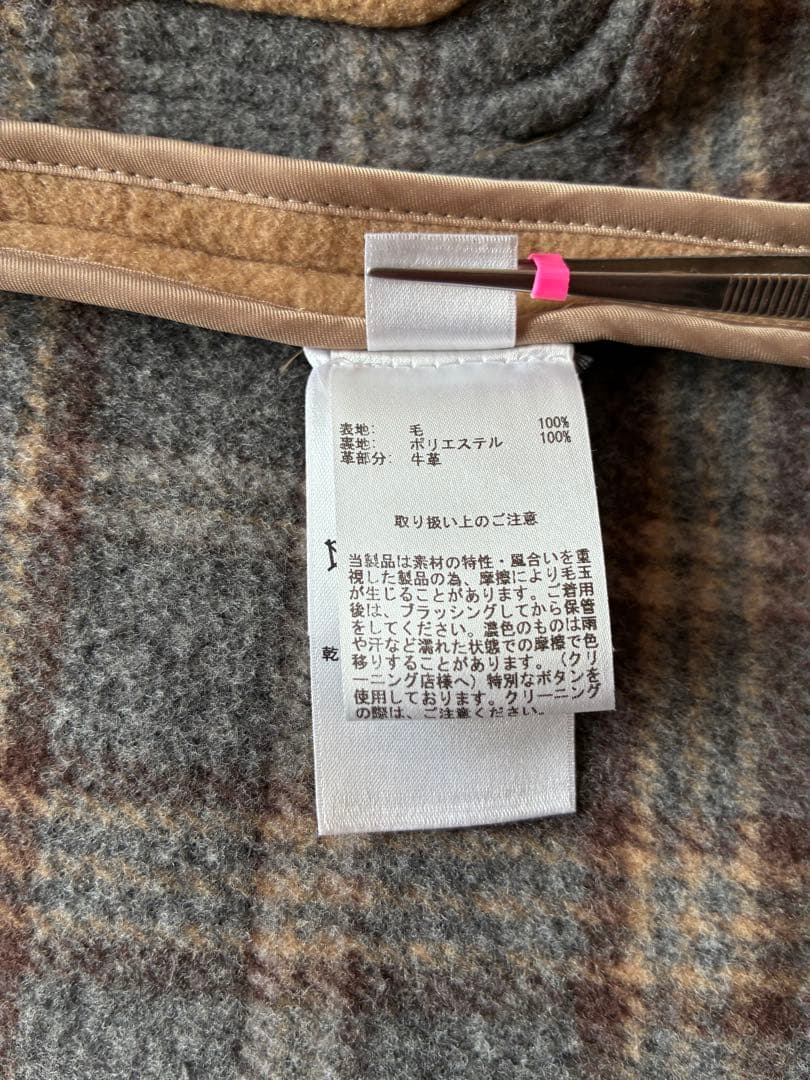 表地: 毛 100%
裏地: ポリエステル 100%
革部分: 牛革
取り扱い上のご注意
当製品は素材の特性・風合いを重
視した製品の為、摩擦により毛玉
が生じることがあります。ご着用
後は、ブラッシングしてから保管
をしてください。濃色のものは雨
や汗など濡れた状態での摩擦で色
移りすることがあります。(クリ
ーニング店様へ)特別なボタンを
使用しております。クリーニング
の際は、ご注意ください。
乾